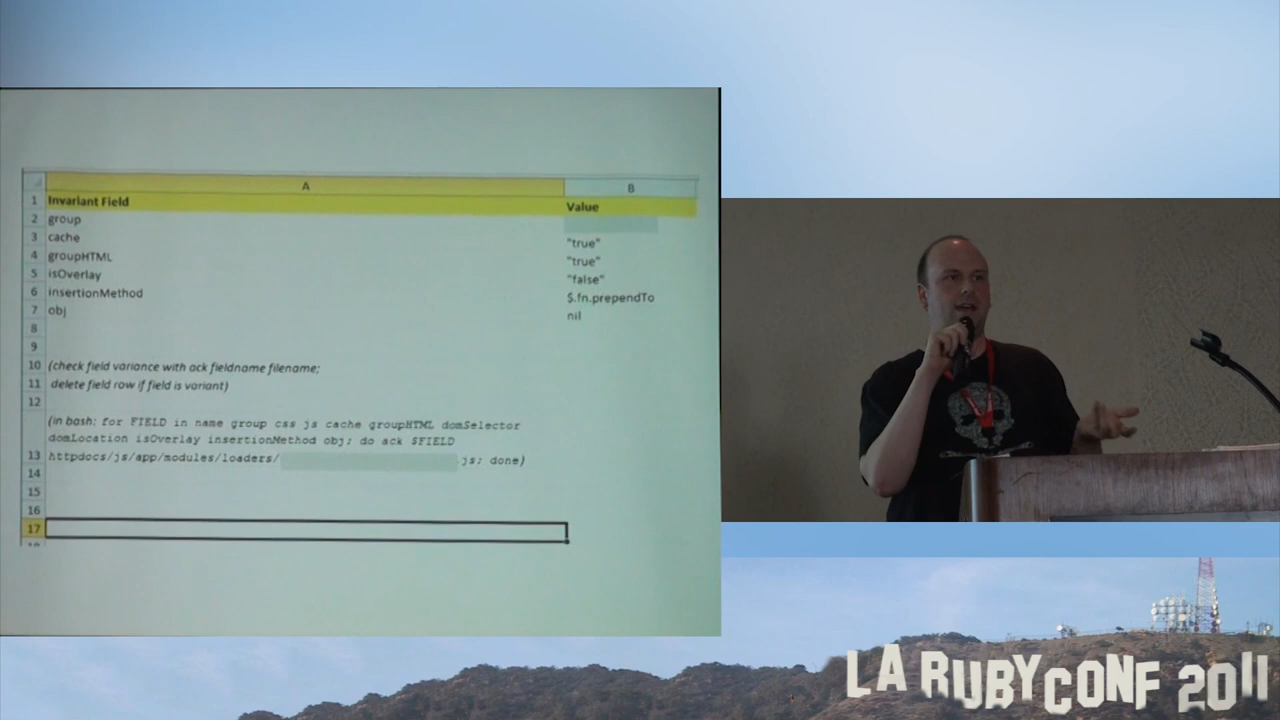 A B
1 Invariant Field Value
2 group
3 cache "true"
4 groupHTML "true"
5 isOverlay "false"
6 insertionMethod $.fn.prependTo
7 obj nil
8
9
10 (check field variance with ack fieldname filename;
11 delete field row if field is variant)
12
(in bash: for FIELD in name group css js cache groupHTML domSelector
domLocation isOverlay insertionMethod obj; do ack $FIELD
13 httpdocs/js/app/modules/loaders/ .js; done)
14
15
16
17
LA RUBYCONF 2011